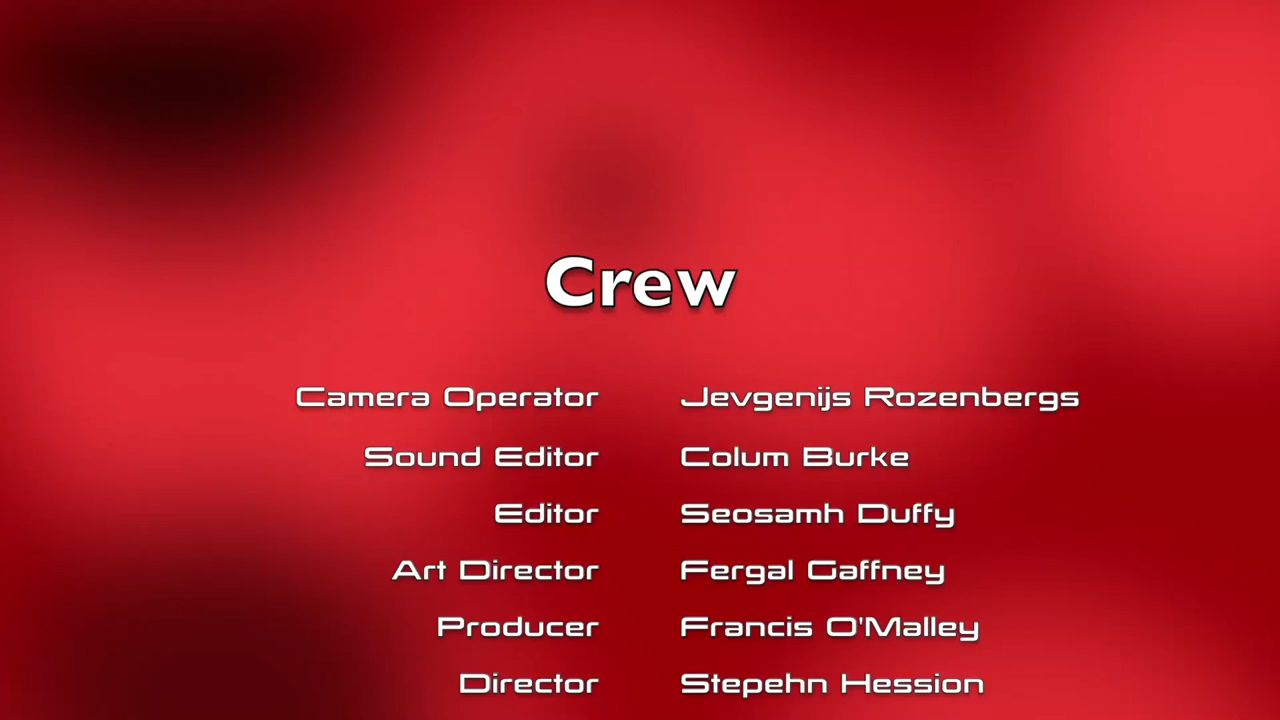 Crew
Camera Operator Jevgenijs Rozenbergs
Sound Editor Colum Burke
Editor Seosamh Duffy
Art Director Fergal Gaffney
Producer Francis O'Malley
Director Stepehn Hession